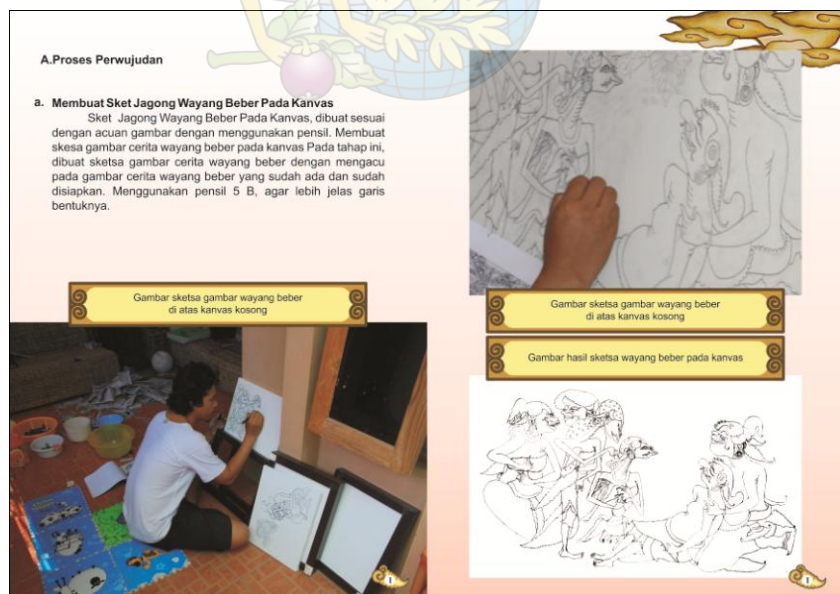 A.Proses Perwujudan
a. Membuat Sket Jagong Wayang Beber Pada Kanvas
Sket Jagong Wayang Beber Pada Kanvas, dibuat sesuai
dengan acuan gambar dengan menggunakan pensil. Membuat
skesa gambar cerita wayang beber pada kanvas Pada tahap ini,
dibuat sketsa gambar cerita wayang beber dengan mengacu
pada gambar cerita wayang beber yang sudah ada dan sudah
disiapkan. Menggunakan pensil 5 B, agar lebih jelas garis
bentuknya.
Gambar sketsa gambar wayang beber
di atas kanvas kosong
1
Gambar sketsa gambar wayang beber
di atas kanvas kosong
Gambar hasil sketsa wayang beber pada kanvas
1